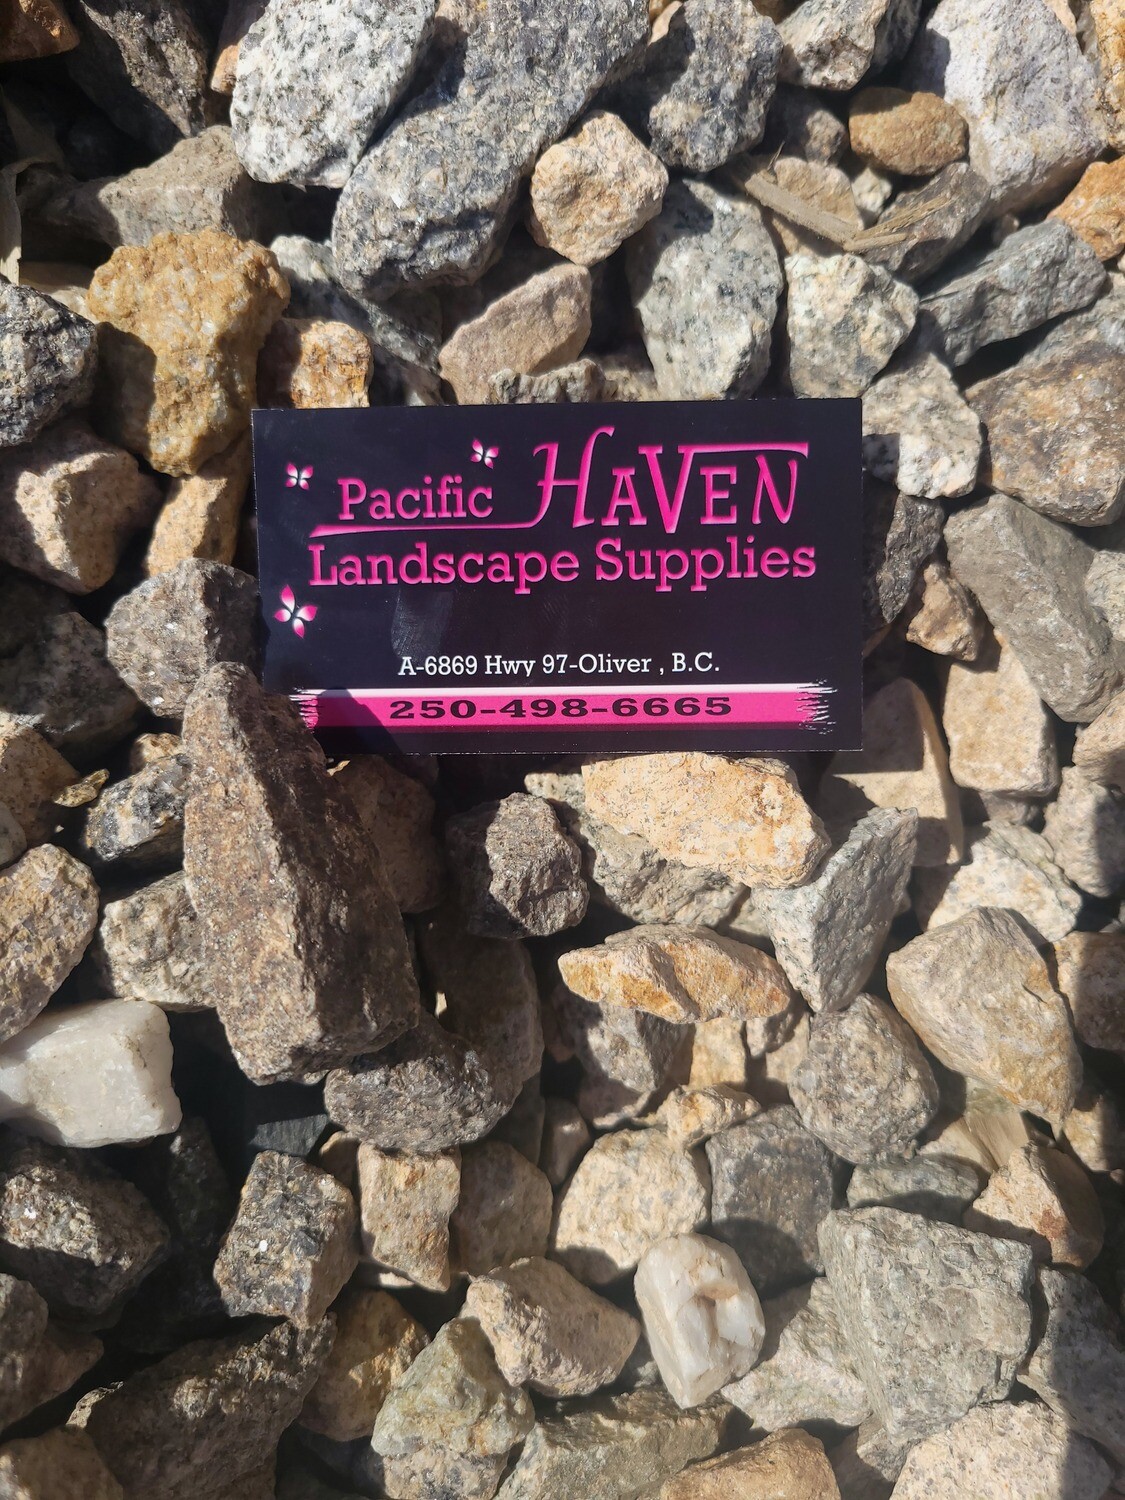 Pacific HAVEN
Landscape Supplies
A-6869 Hwy 97-Oliver , B.C.
250-498-6665